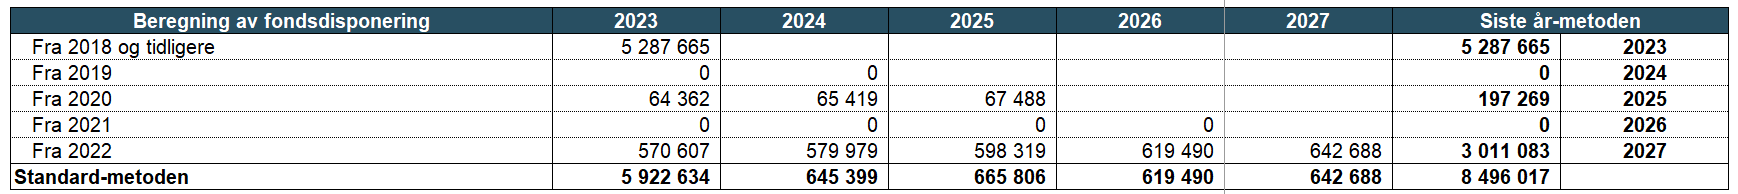 Beregning av fondsdisponering 2023 2024 2025 2026 2027 Siste år-metoden
Fra 2018 og tidligere 5 287 665 5 287 665 2023
Fra 2019 0 0 0 2024
Fra 2020 64 362 65 419 67 488 197 269 2025
Fra 2021 0 0 0 0 0 2026
Fra 2022 570 607 579 979 598 319 619 490 642 688 3 011 083 2027
Standard-metoden 5 922 634 645 399 665 806 619 490 642 688 8 496 017